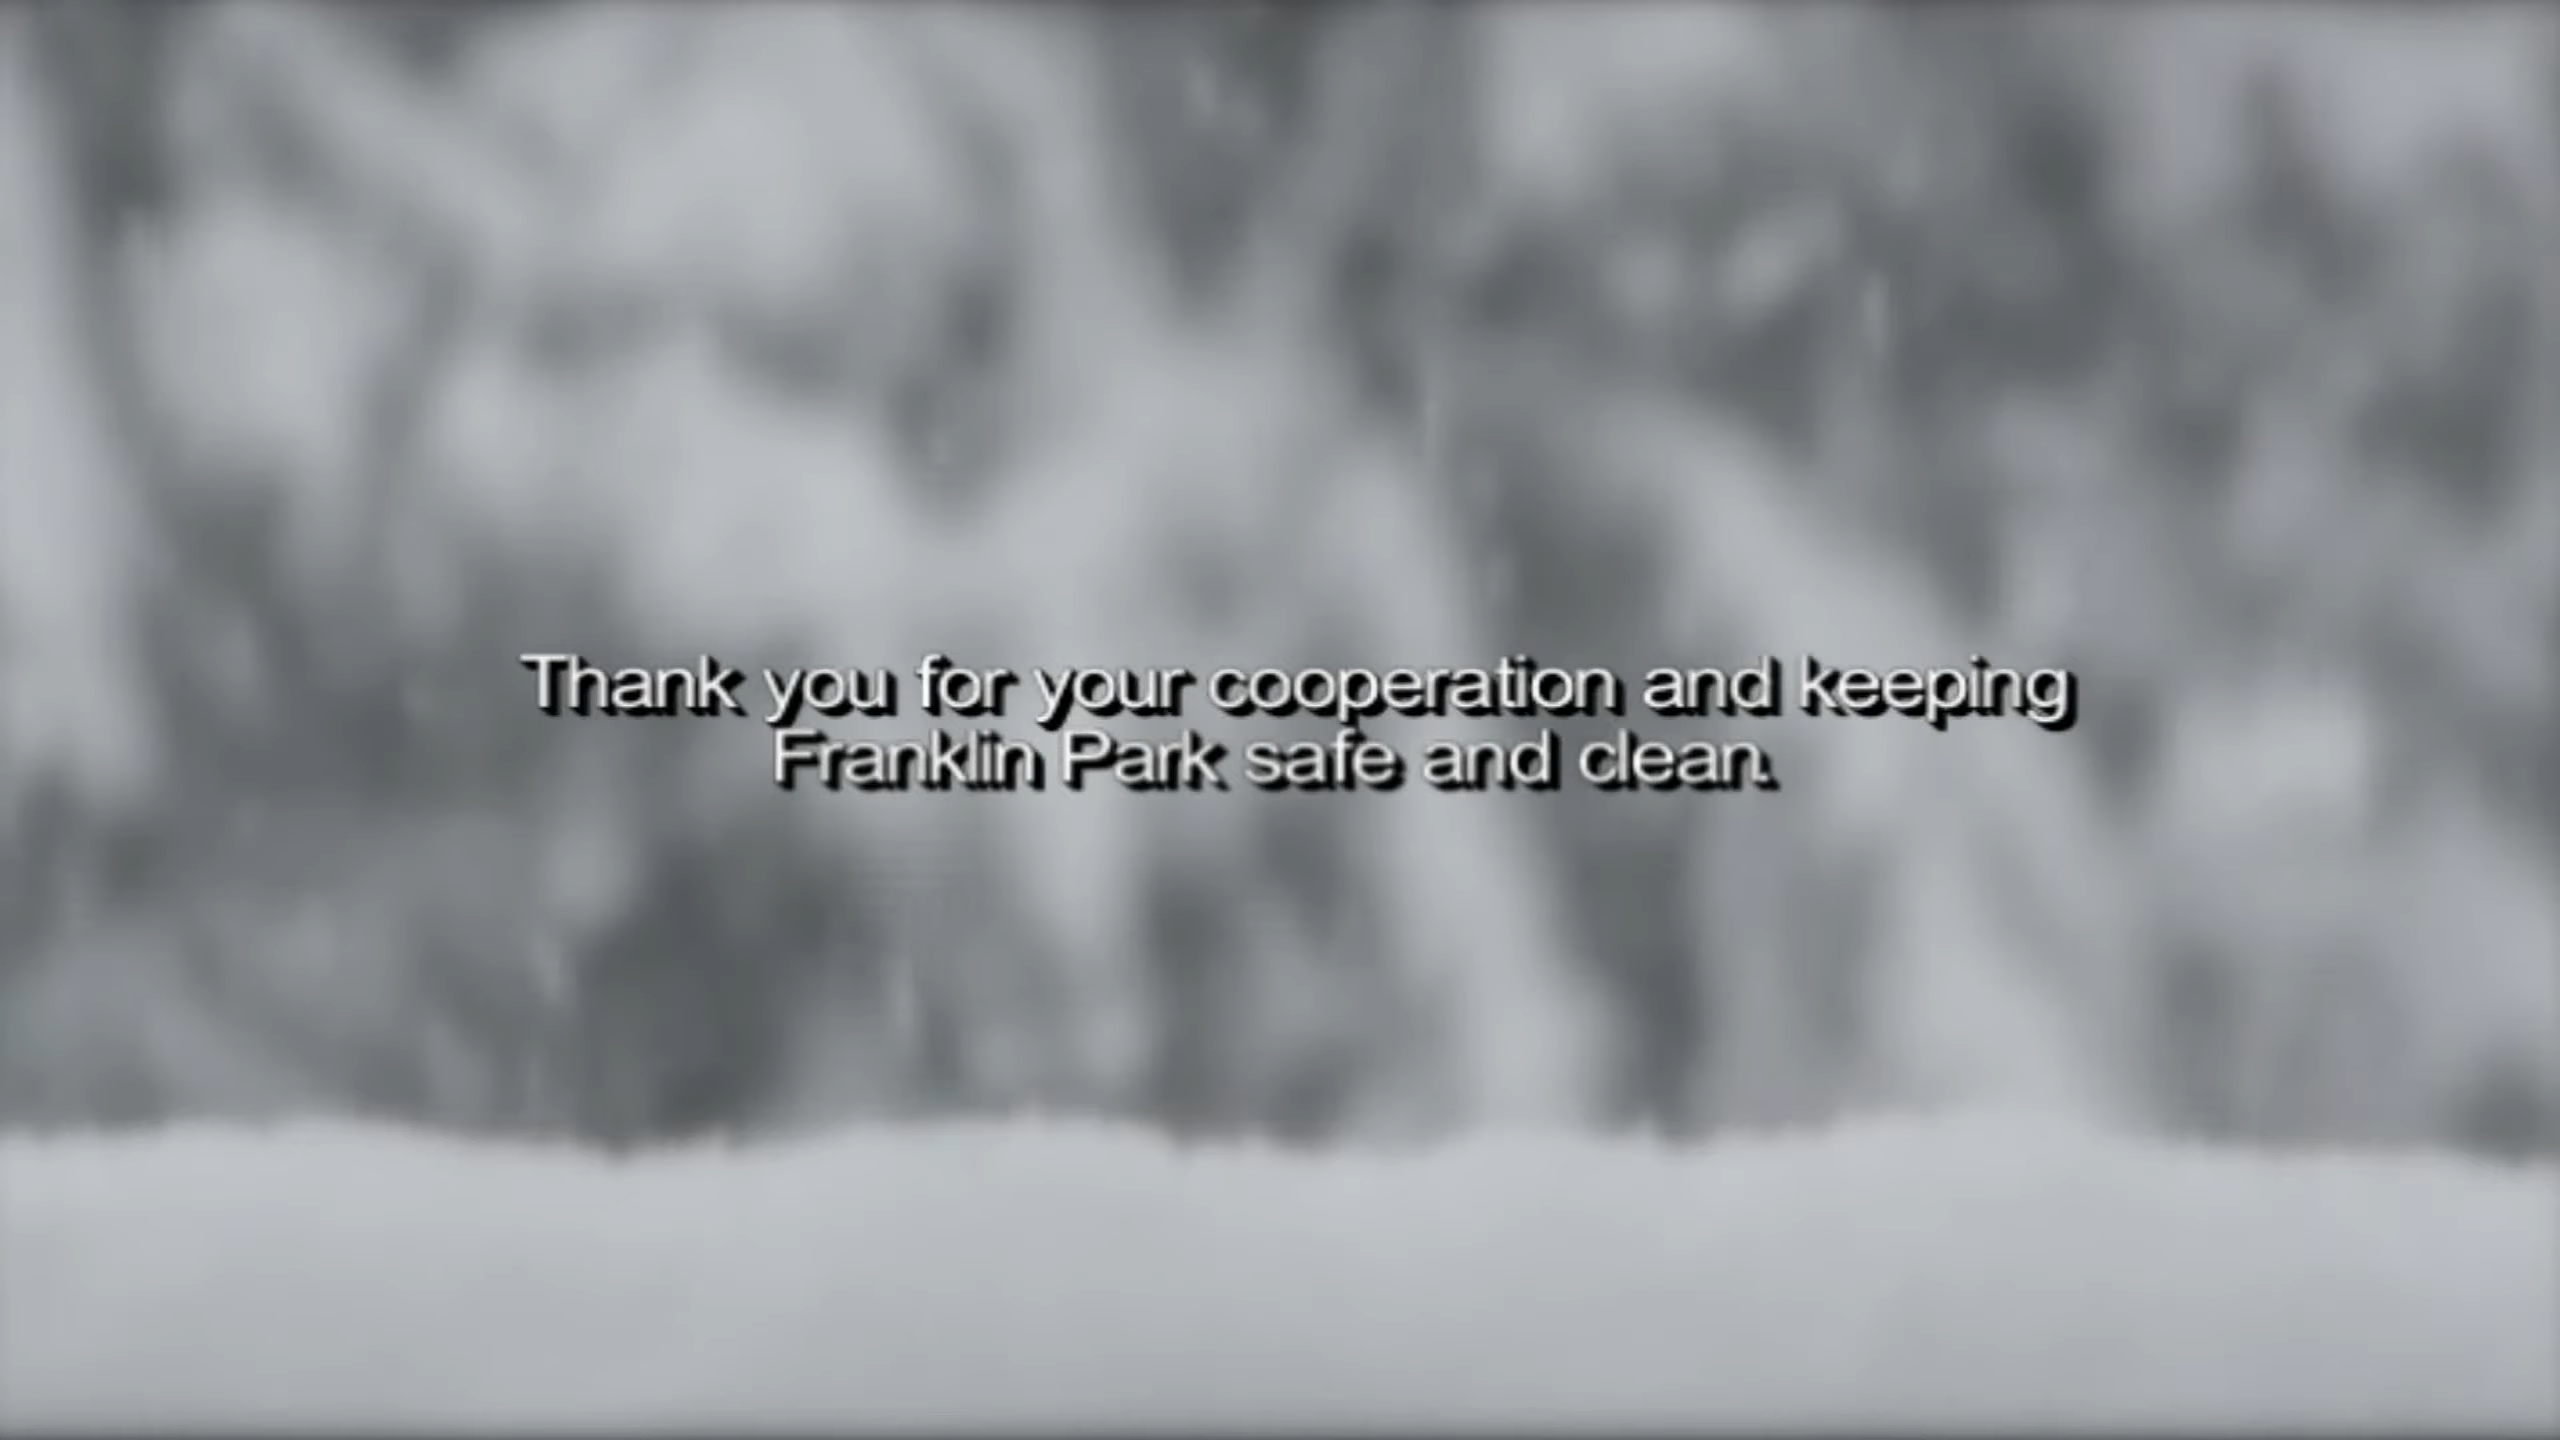 Thank you for your cooperation and keeping
Franklin Park safe and clean.